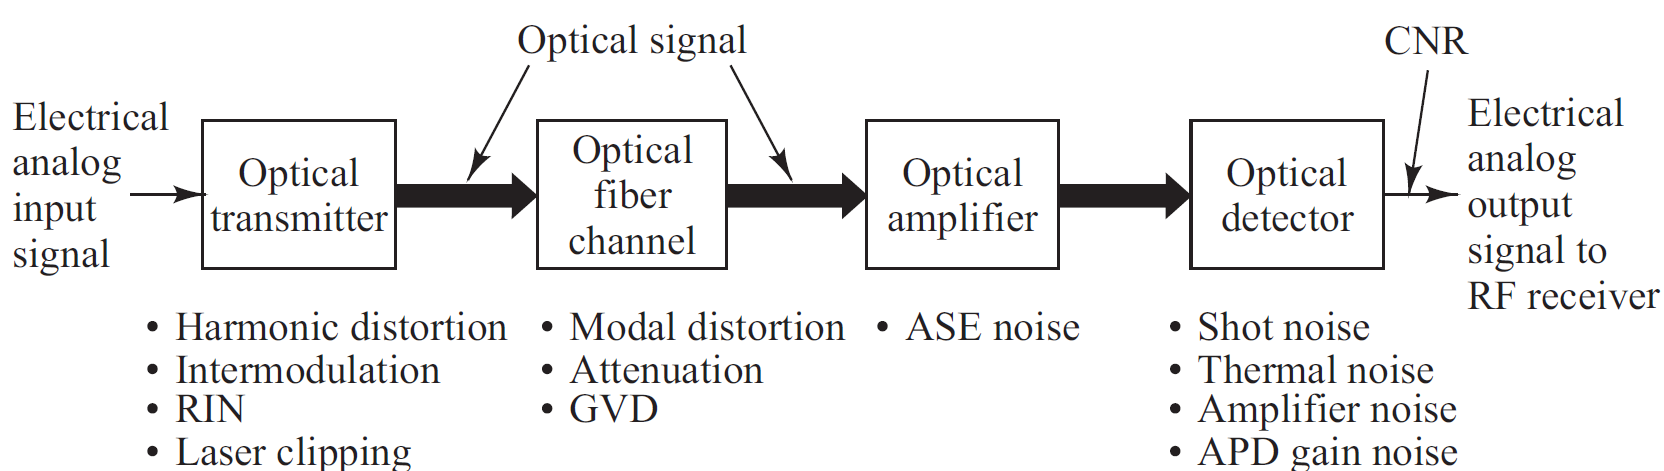 Optical signal
CNR
Electrical
analog
input
signal
Optical
transmitter
Optical
fiber
channel
Optical
amplifier
Optical
detector
Electrical
analog
output
signal to
RF receiver
• Harmonic distortion
• Intermodulation
• RIN
• Laser clipping
• Modal distortion
• Attenuation
• GVD
• ASE noise
• Shot noise
• Thermal noise
• Amplifier noise
• APD gain noise